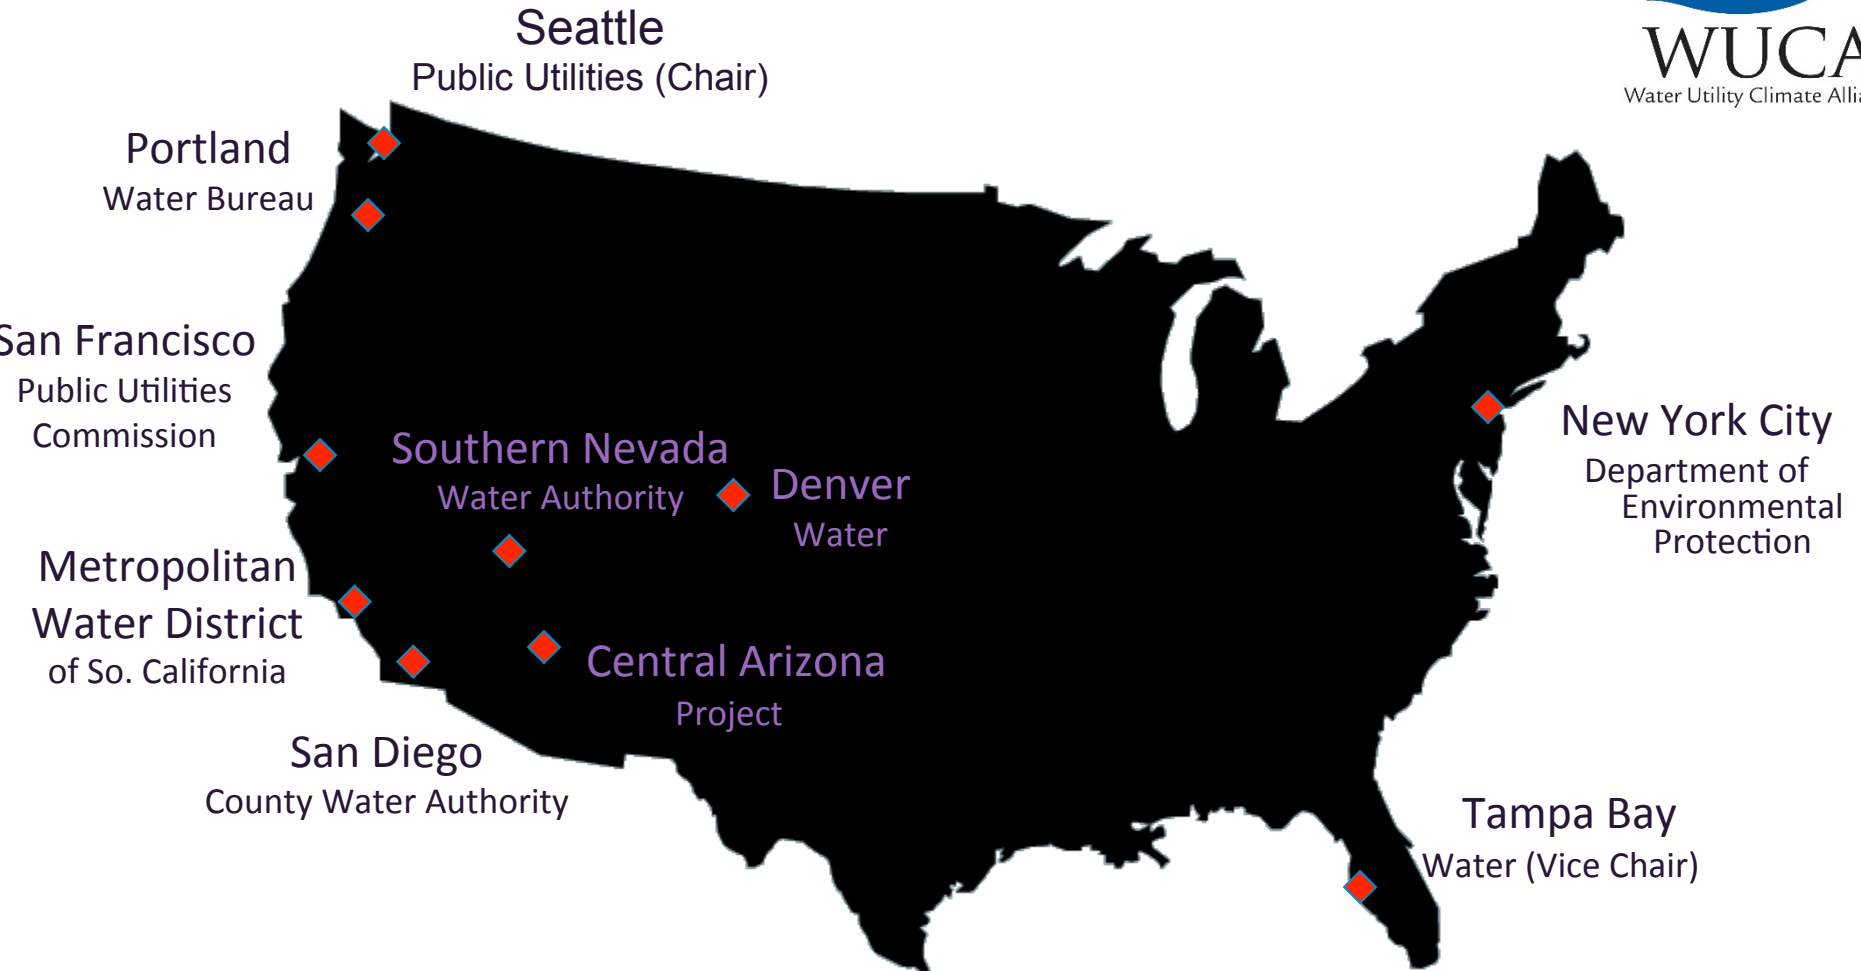 Seattle
Public Utilities (Chair)
WUCA
Water Utility Climate Alli
Portland
Water Bureau
San Francisco
Public Utilities
Commission
Southern Nevada
Water Authority
Denver
Water
New York City
Department of
Environmental
Protection
Metropolitan
Water District
of So. California
Central Arizona
Project
San Diego
County Water Authority
Tampa Bay
Water (Vice Chair)